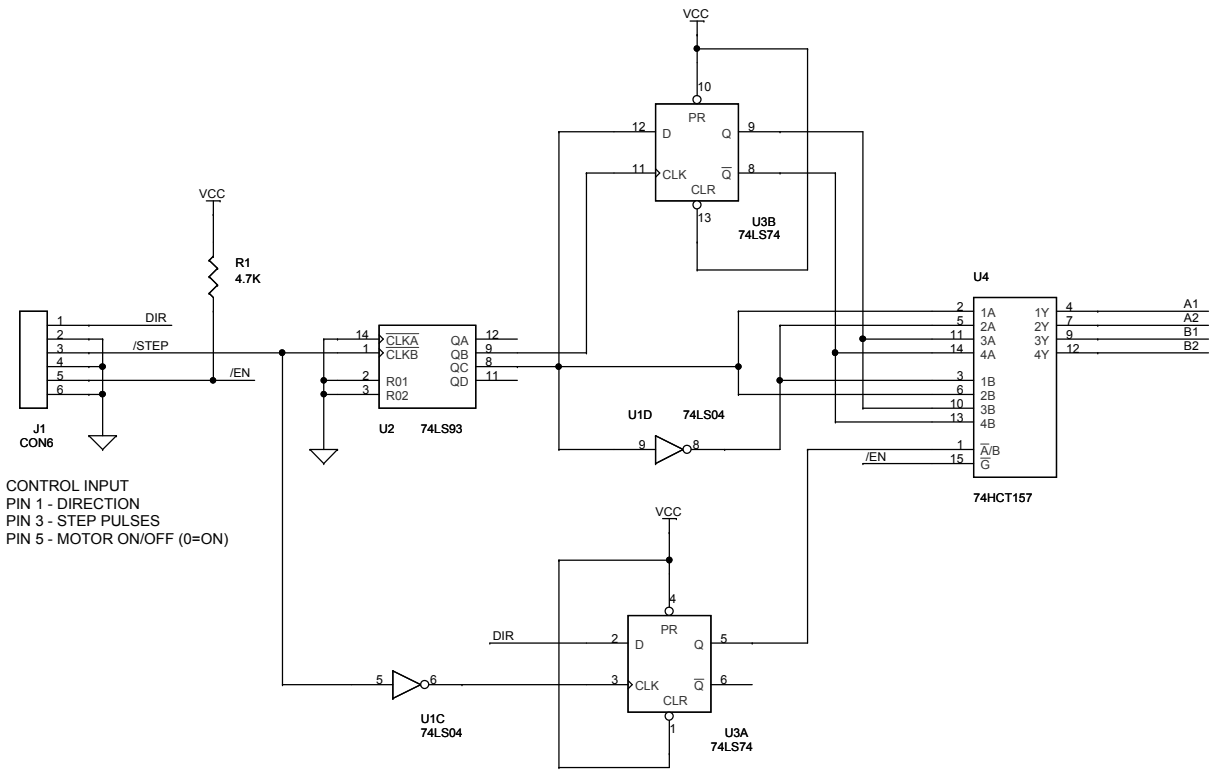 VCC
10
PR
12 D Q 9
11 CLK Q 8
CLR
13
U3B
74LS74
VCC
R1
4.7K
J1
CON6
1 DIR
2
3 /STEP
4
5 /EN
6
14 CLKA QA 12
1 CLKB QB 9
QC 8
2 R01 QD 11
3 R02
U2 74LS93
U1D 74LS04
9 8
U4
2 1A 1Y 4 A1
5 2A 2Y 7 A2
11 3A 3Y 9 B1
14 4A 4Y 12 B2
3 1B
6 2B
10 3B
13 4B
1 A/B
/EN 15 G
74HCT157
CONTROL INPUT
PIN 1 - DIRECTION
PIN 3 - STEP PULSES
PIN 5 - MOTOR ON/OFF (0=ON)
VCC
4
PR
DIR 2 D Q 5
5 6 3 CLK Q 6
CLR
1
U1C
74LS04
U3A
74LS74